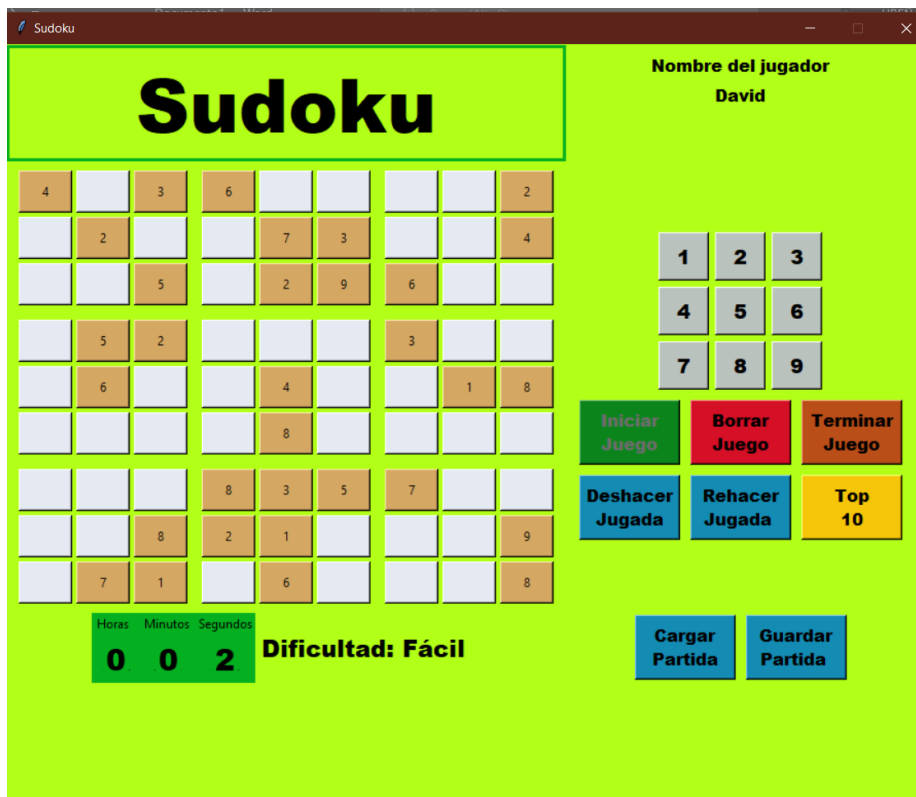 Sudoku
Sudoku
Nombre del jugador
David
4 3 6 2
2 7 3 4
5 2 9 6
5 2 3
6 4 1 8
8
8 3 5 7
8 2 1 9
7 1 6 8
1 2 3
4 5 6
7 8 9
Iniciar Juego
Borrar Juego
Terminar Juego
Deshacer Jugada
Rehacer Jugada
Top 10
Horas Minutos Segundos
0 0 2
Dificultad: Fácil
Cargar Partida
Guardar Partida